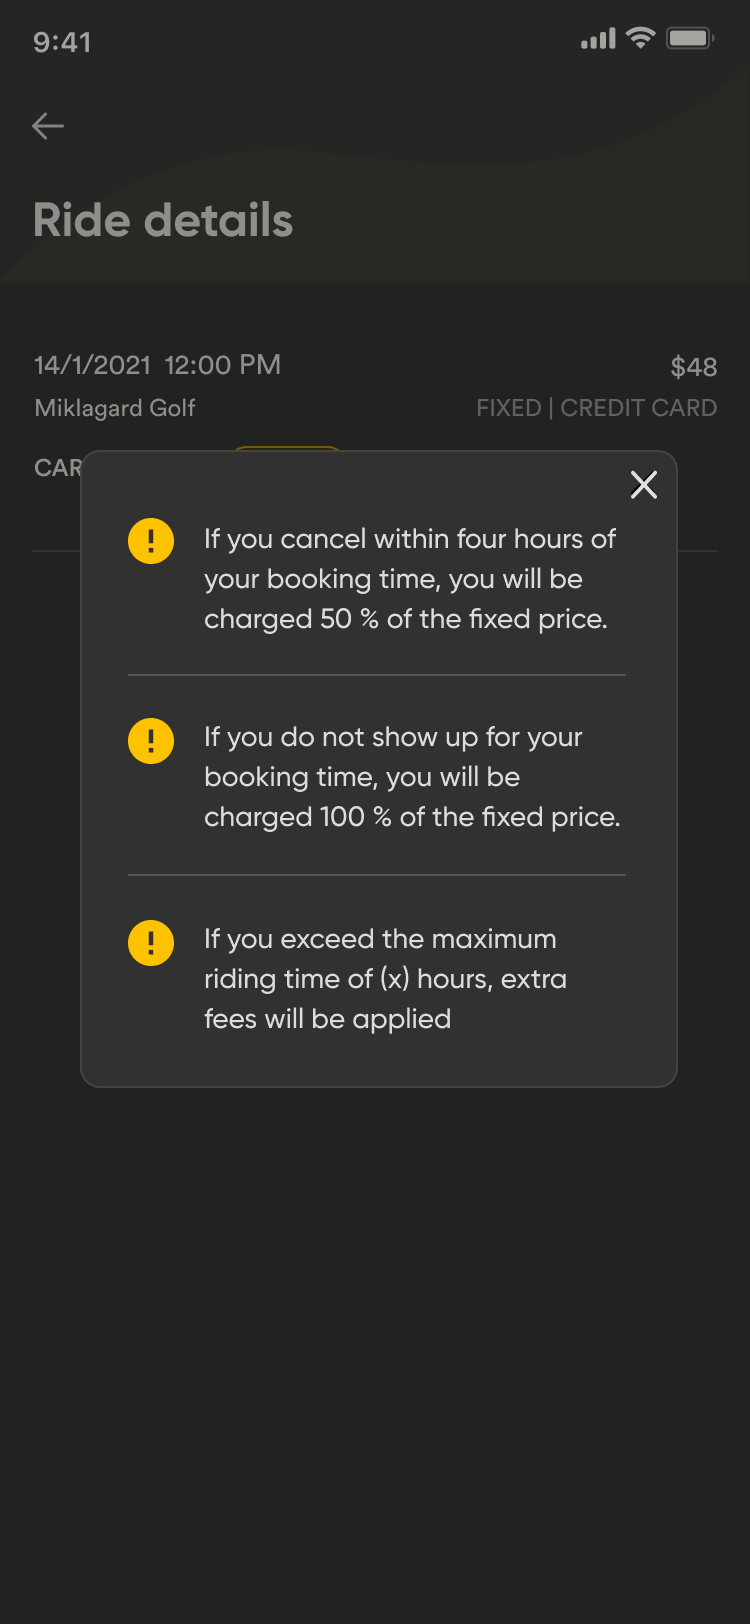 9:41
Ride details
14/1/2021 12:00 PM
$48
Miklagard Golf
FIXED | CREDIT CARD
If you cancel within four hours of
your booking time, you will be
charged 50 % of the fixed price.
If you do not show up for your
booking time, you will be
charged 100 % of the fixed price.
If you exceed the maximum
riding time of (x) hours, extra
fees will be applied